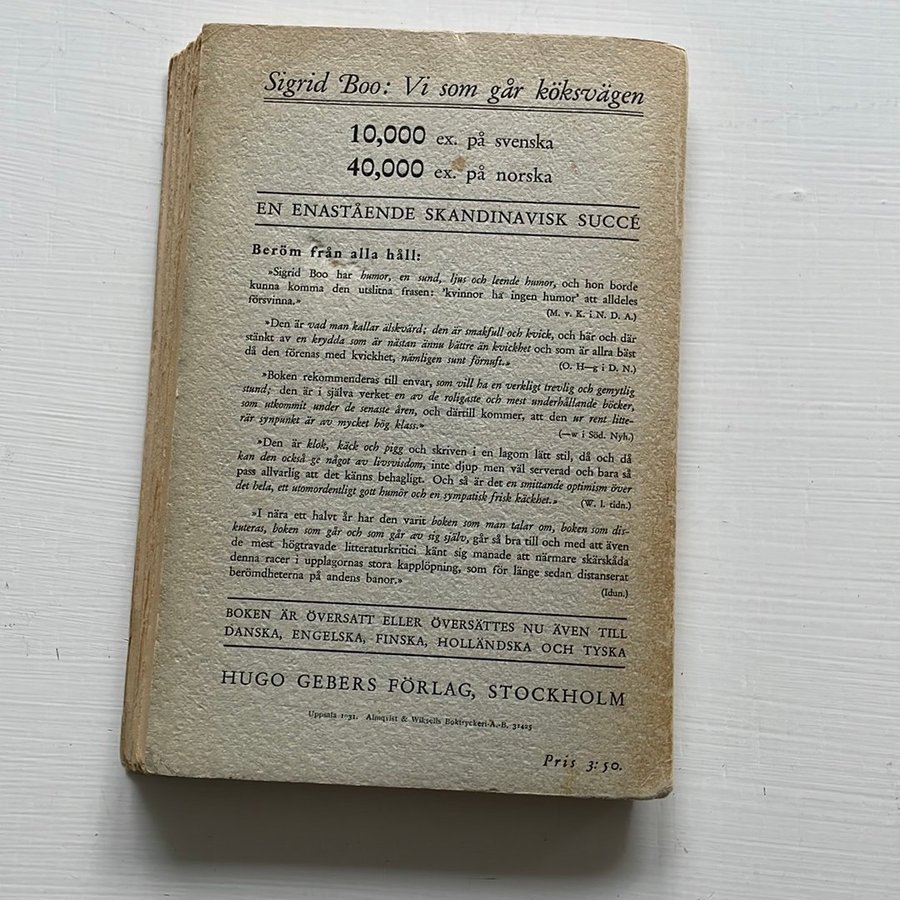 Sigrid Boo: Vi som går köksvägen
10,000 ex. på svenska
40,000 ex. på norska
EN ENASTÅENDE SKANDINAVISK SUCCÉ
Beröm från alla håll:
»Sigrid Boo har humor, en sund, ljus och leende humor, och hon borde
kunna komma den utslitna frasen: 'kvinnor ha ingen humor' att alldeles
försvinna.»
(M. v. K. i N. D. A.)
»Den är vad man kallar älskvärd; den är smakfull och kvick, och här och där
stänkt av en krydda som är nästan ännu bättre än kvickhet och som är allra bäst
då den förenas med kvickhet, nämligen sunt förnuft.»
(O. H—g i D. N.)
»Boken rekommenderas till envar, som vill ha en verkligt trevlig och gemytlig
stund; den är i själva verket en av de roligaste och mest underhållande böcker,
som utkommit under de senaste åren, och därtill kommer, att den ur rent litte-
rär synpunkt är av mycket hög klass.»
(—w i Söd. Nyh.)
»Den är klok, käck och pigg och skriven i en lagom lätt stil, då och då
kan den också ge något av livsvisdom, inte djup men väl serverad och bara så
pass allvarlig att det känns behagligt. Och så är det en smittande optimism över
det hela, ett utomordentligt gott humör och en sympatisk frisk käckhet.»
(W. l. tidn.)
»I nära ett halvt år har den varit boken som man talar om, boken som dis-
kuteras, boken som går och som går av sig själv, går så bra till och med att även
de mest högtravade litteraturkritici känt sig manade att närmare skärskåda
denna racer i upplagornas stora kapplöpning, som för länge sedan distanserat
berömdheterna på andens banor.»
(Idun.)
BOKEN ÄR ÖVERSATT ELLER ÖVERSÄTTES NU ÄVEN TILL
DANSKA, ENGELSKA, FINSKA, HOLLÄNDSKA OCH TYSKA
HUGO GEBERS FÖRLAG, STOCKHOLM
Uppsala 1931. Almqvist & Wiksells Boktryckeri-A.-B. 31425
Pris 3:50.